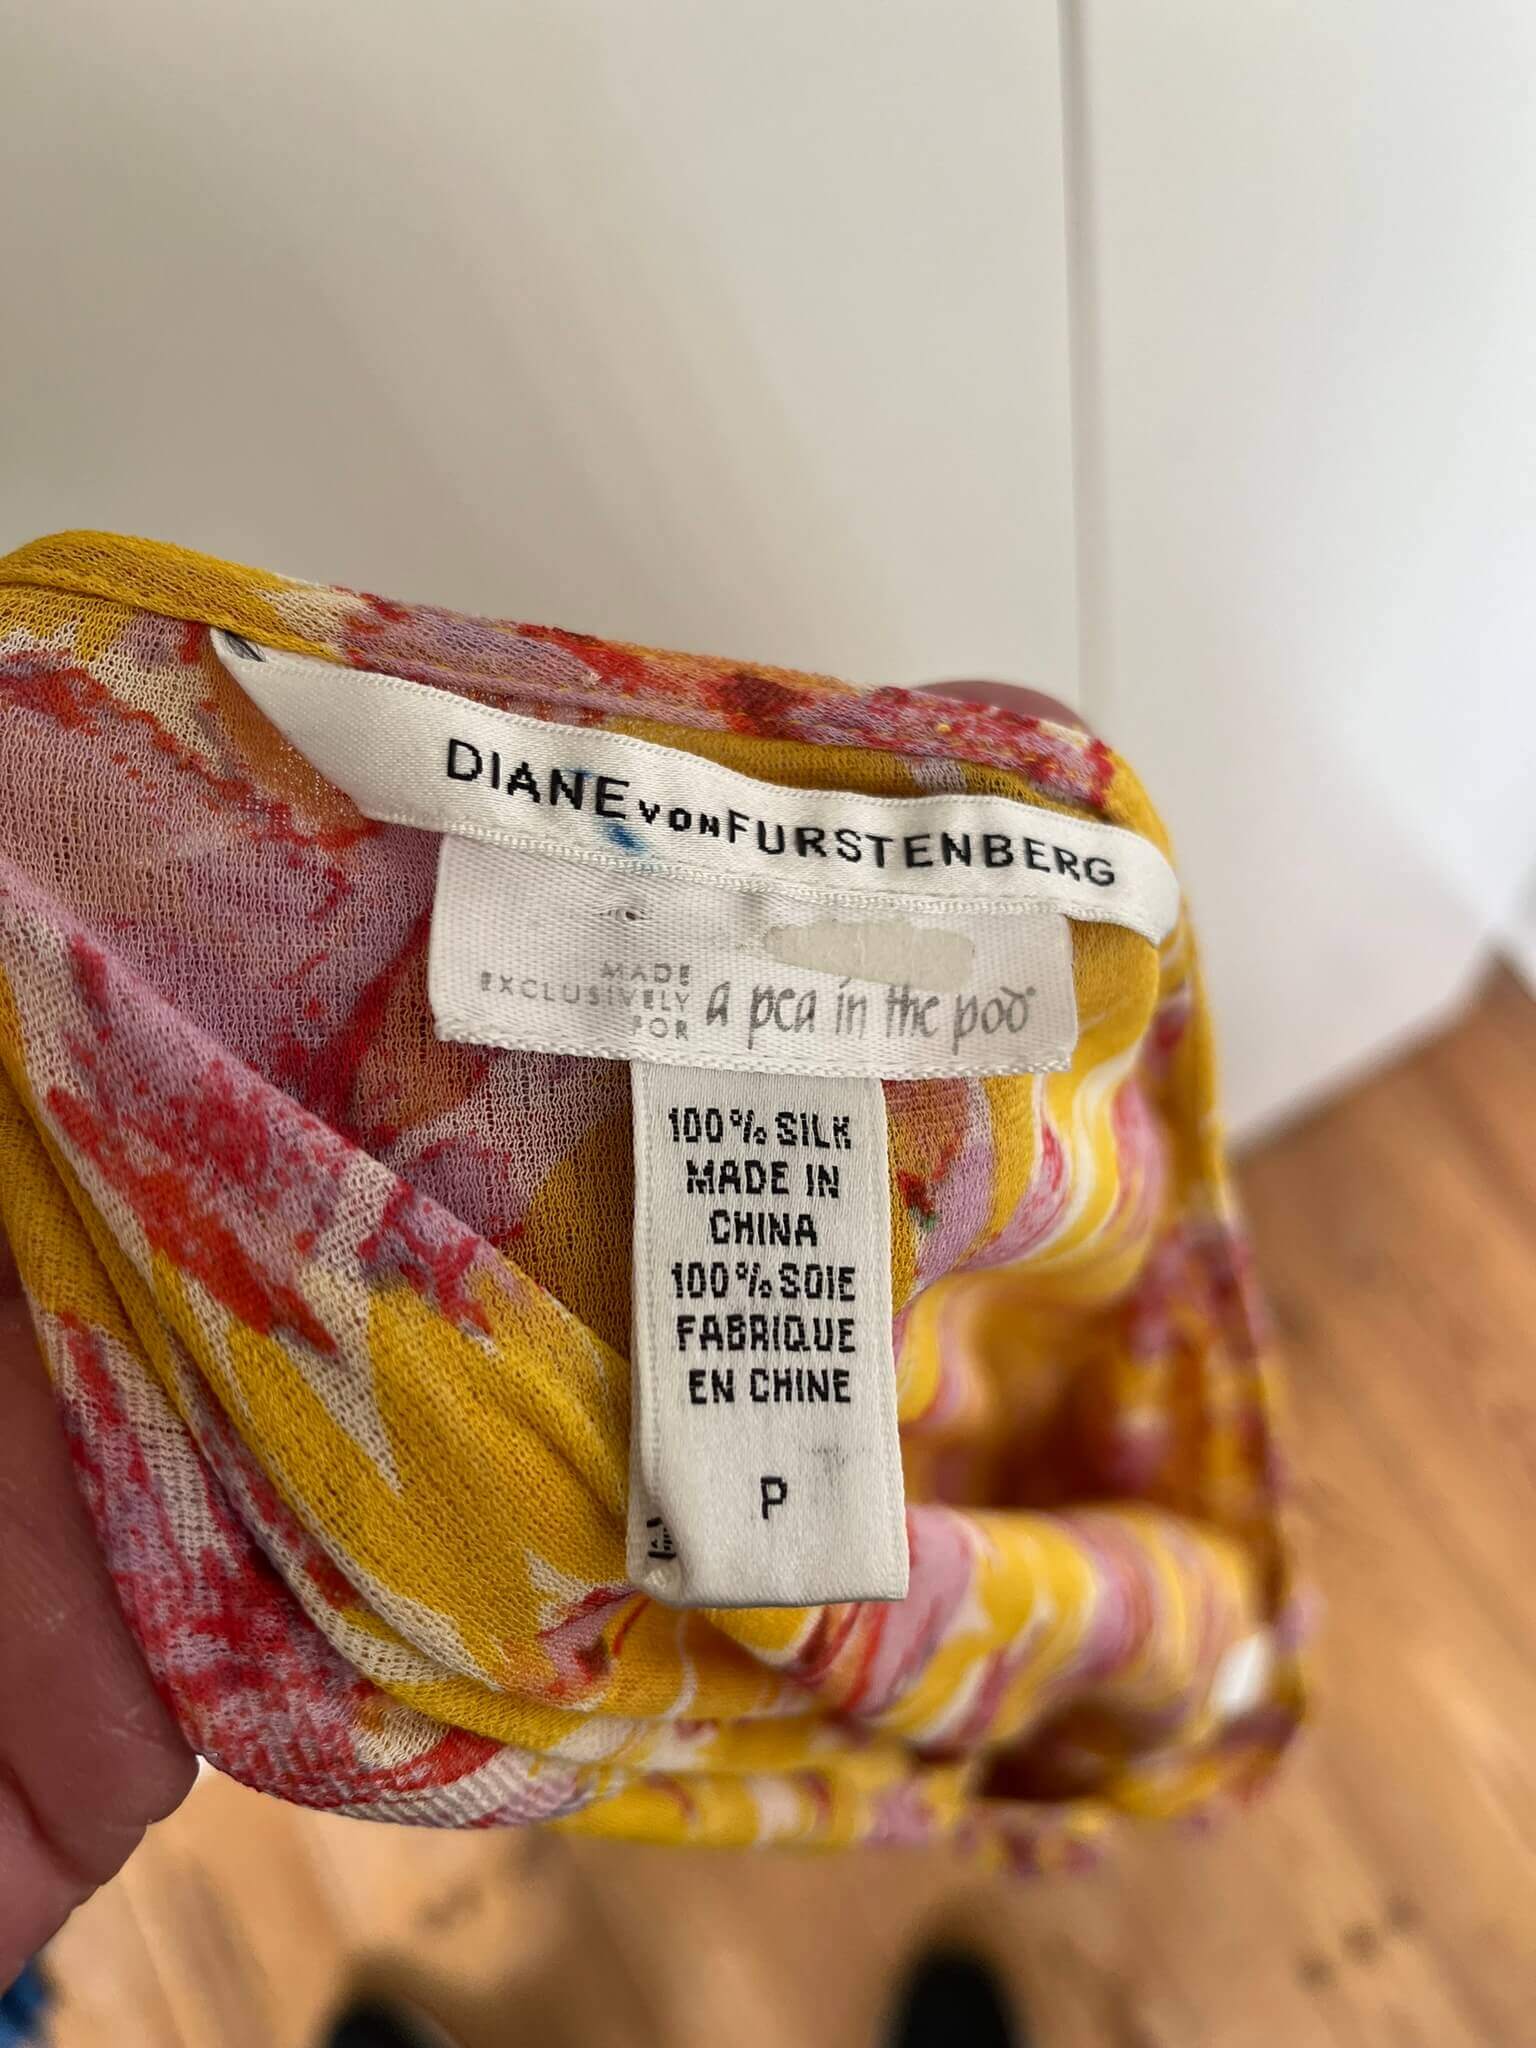 DIANE VON FURSTENBERG
MADE
EXCLUSIVELY
FOR
a pea in the pod®
100% SILK
MADE IN
CHINA
100% SOIE
FABRIQUE
EN CHINE
P